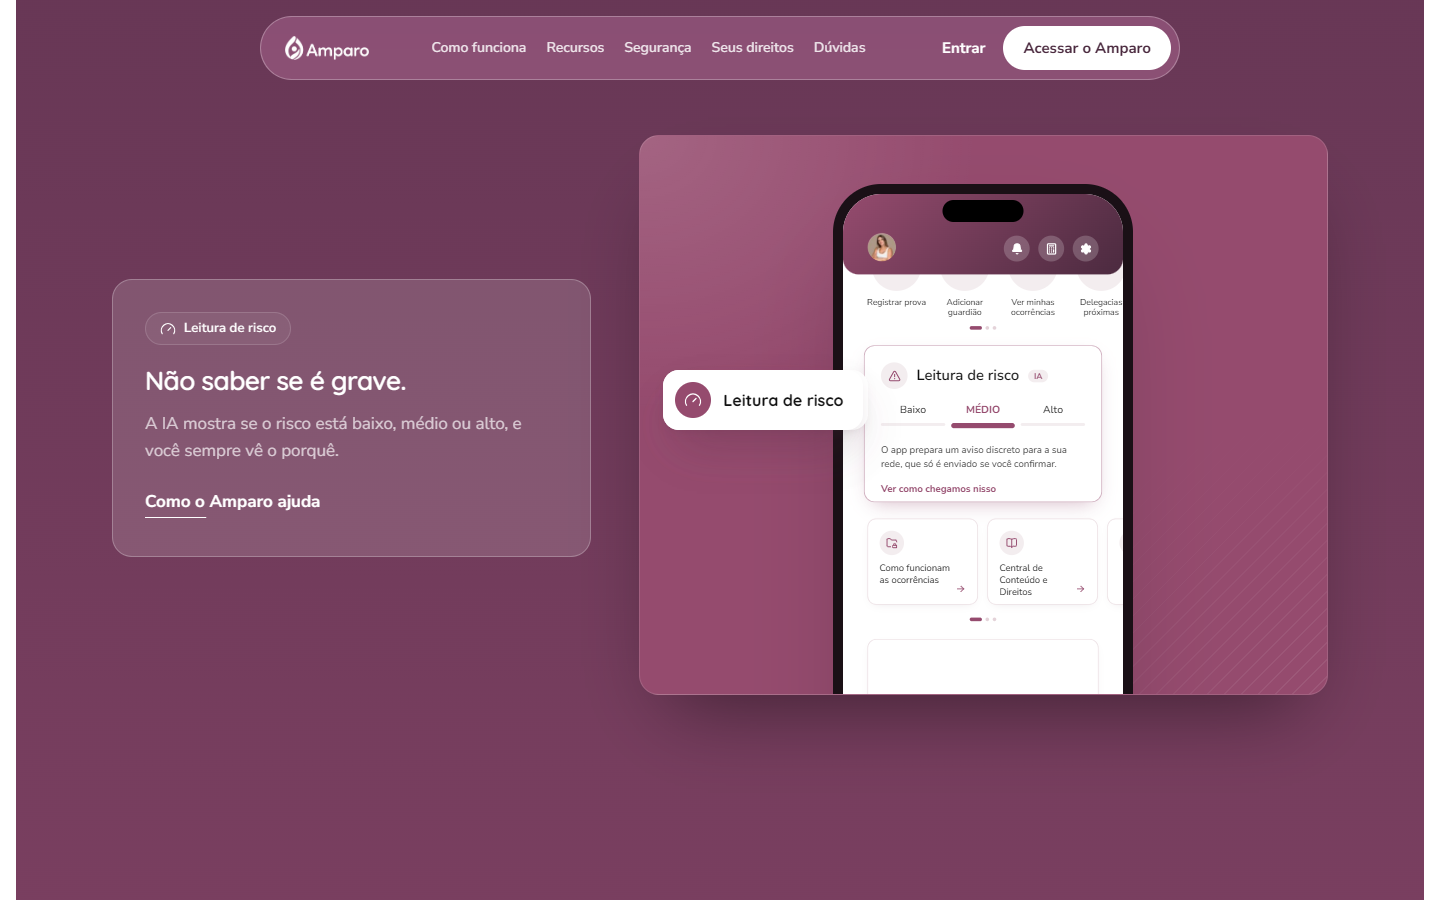 Amparo
Como funciona
Recursos
Segurança
Seus direitos
Dúvidas
Entrar
Acessar o Amparo
Leitura de risco
Não saber se é grave.
A IA mostra se o risco está baixo, médio ou alto, e
você sempre vê o porquê.
Como o Amparo ajuda
Leitura de risco
Registrar prova
Adicionar
guardião
Ver minhas
ocorrências
Delegacias
próximas
Leitura de risco
IA
Baixo
MÉDIO
Alto
O app prepara um aviso discreto para a sua
rede, que só é enviado se você confirmar.
Ver como chegamos nisso
Como funcionam
as ocorrências
Central de
Conteúdo e
Direitos